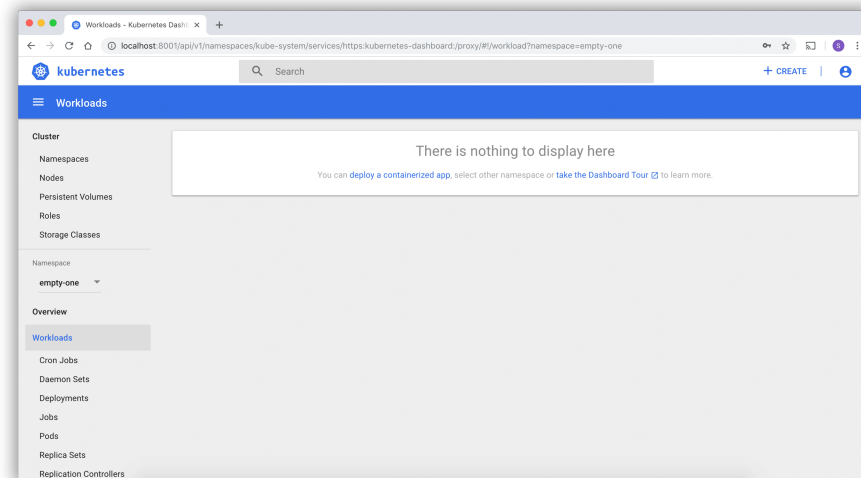 Workloads - Kubernetes Dashb
localhost:8001/api/v1/namespaces/kube-system/services/https:kubernetes-dashboard:/proxy/#!/workload?namespace=empty-one
S
kubernetes
Search
+ CREATE |
Workloads
Cluster
Namespaces
Nodes
Persistent Volumes
Roles
Storage Classes
Namespace
empty-one
Overview
Workloads
Cron Jobs
Daemon Sets
Deployments
Jobs
Pods
Replica Sets
Replication Controllers
There is nothing to display here
You can deploy a containerized app, select other namespace or take the Dashboard Tour to learn more.